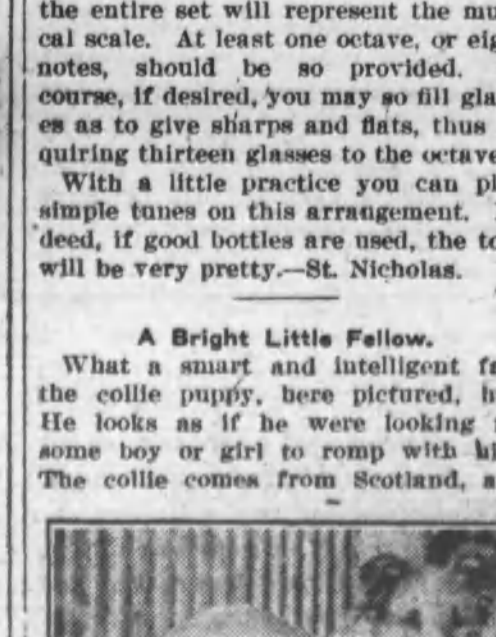 the entire set will represent the mu
cal scale. At least one octave, or eig
notes, should be so provided.
course, if desired, you may so fill gla
es as to give sharps and flats, thus
quiring thirteen glasses to the octave
With a little practice you can pl
simple tunes on this arrangement.
deed, if good bottles are used, the to
will be very pretty.—St. Nicholas.
A Bright Little Fellow.
What a smart and intelligent fa
the collie puppy, here pictured, h
He looks as if he were looking
some boy or girl to romp with hi
The collie comes from Scotland, a